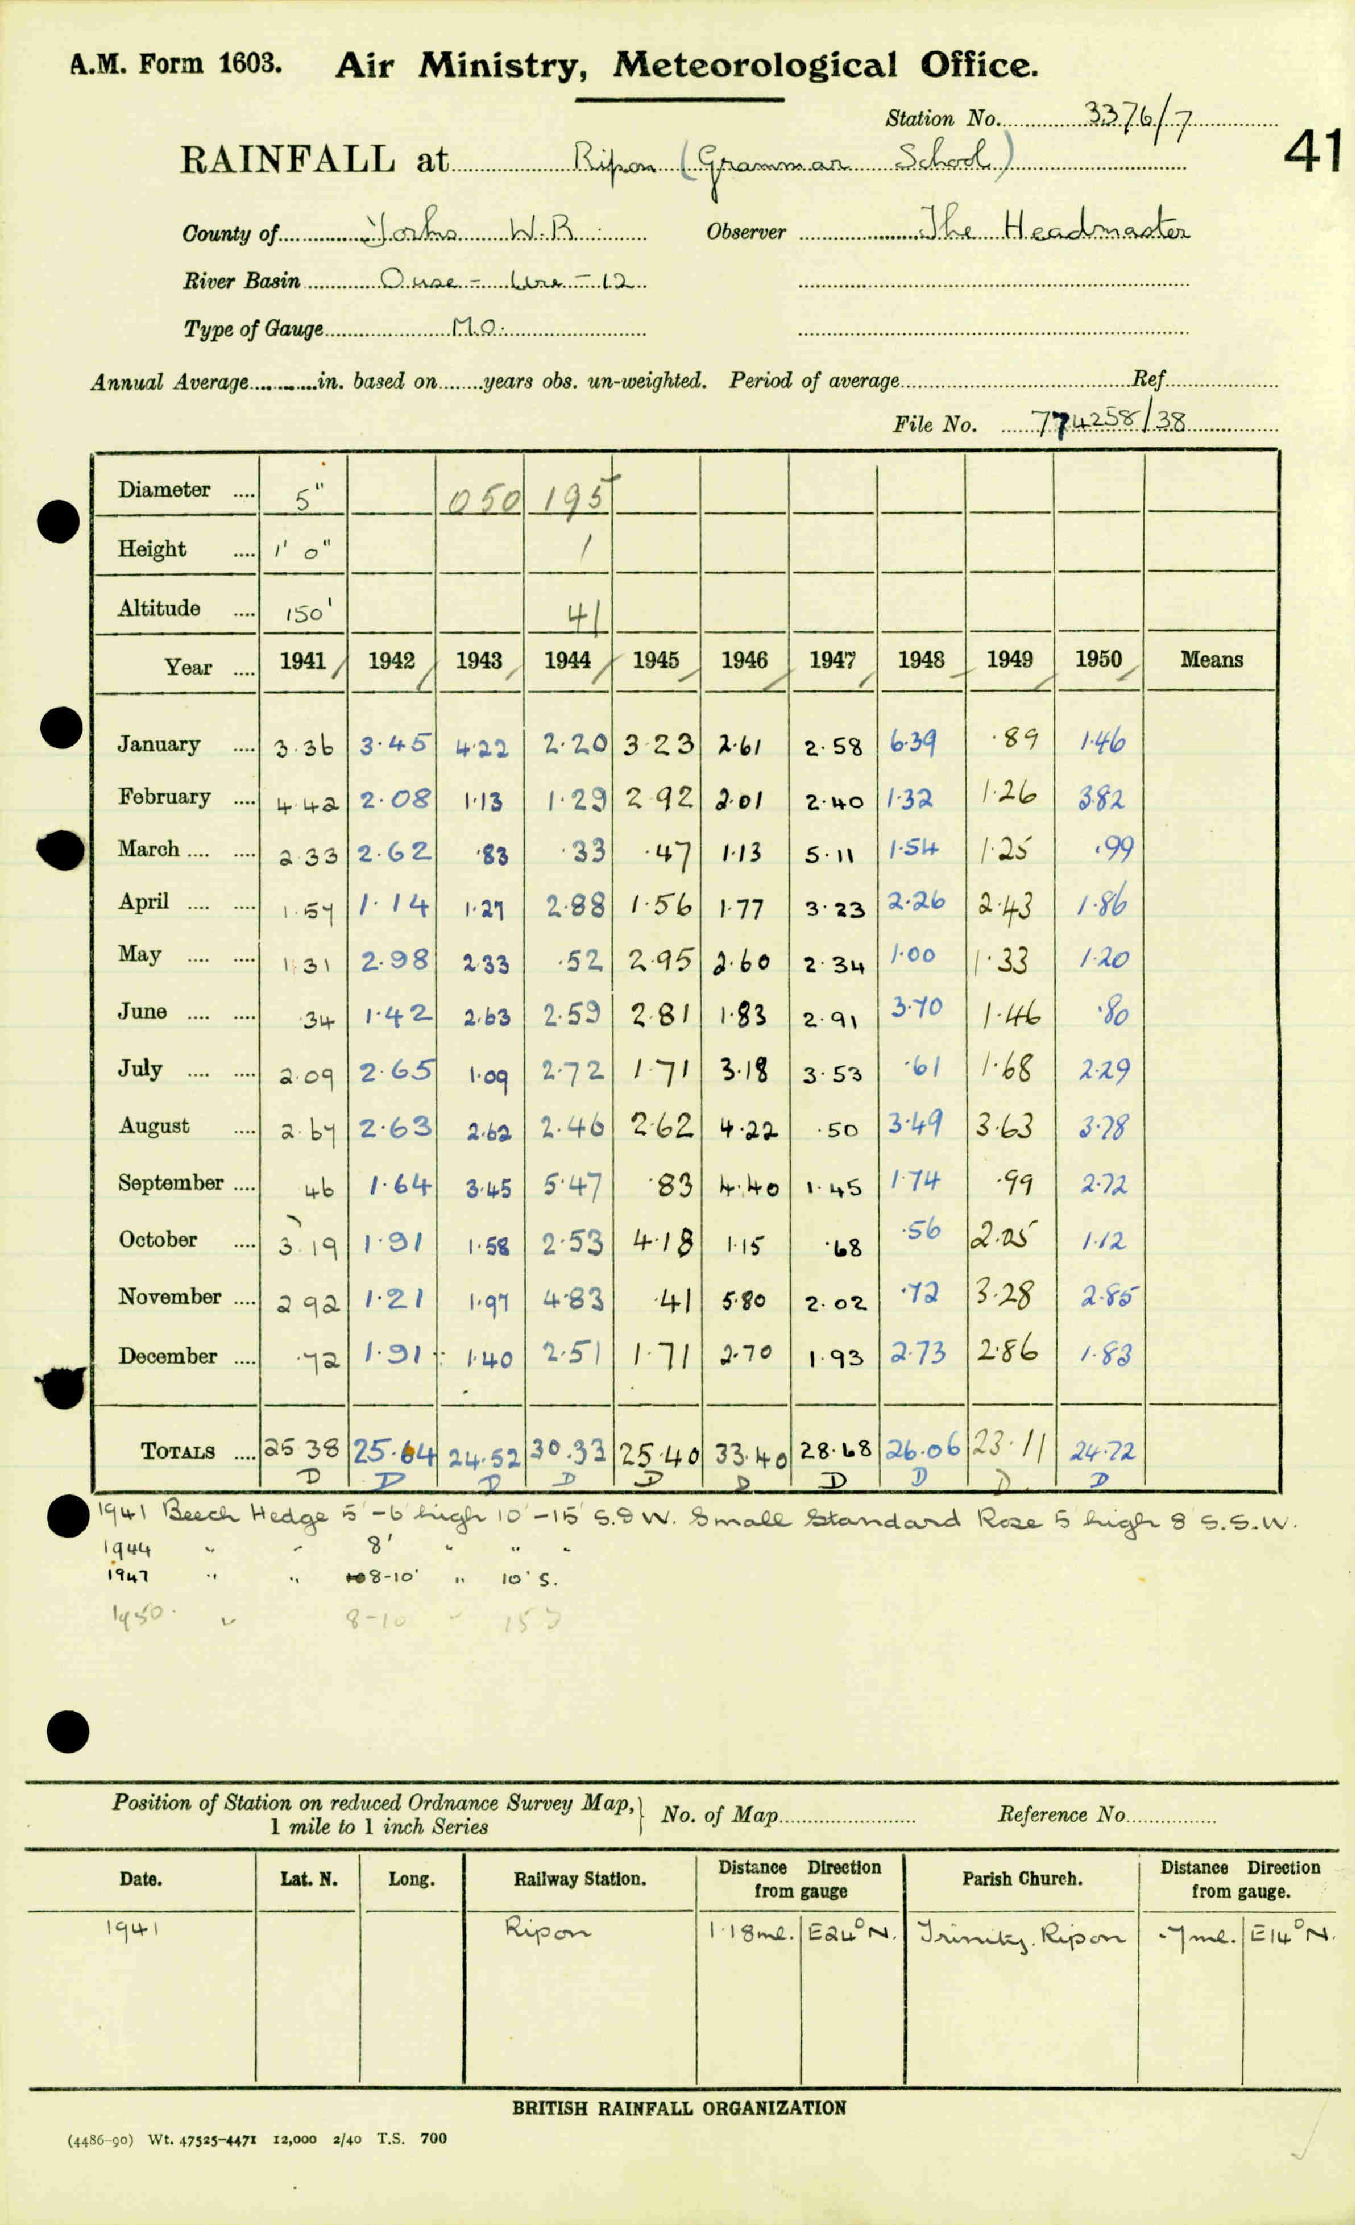 A.M. Form 1603. Air Ministry, Meteorological Office.
Station No. 3376/7
41
RAINFALL at Ripon (Grammar School)
County of Yorks W.R. Observer The Headmaster
River Basin Ouse - Ure - 12
Type of Gauge M.O.
Annual Average in. based on years obs. un-weighted. Period of average Ref
File No. 774258/38
Diameter .... 5" 050 195
Height .... 1' 0" 1
Altitude .... 150' 41
Year .... 1941 1942 1943 1944 1945 1946 1947 1948 1949 1950 Means
January .... 3.36 3.45 4.22 2.20 3.23 2.61 2.58 6.39 .89 1.46
February .... 4.42 2.08 1.13 1.29 2.92 2.01 2.40 1.32 1.26 3.82
March .... .... 2.33 2.62 .83 .33 .47 1.13 5.11 1.54 1.25 .99
April .... .... 1.57 1.14 1.27 2.88 1.56 1.77 3.23 2.26 2.43 1.86
May .... .... 1.31 2.98 2.33 .52 2.95 2.60 2.34 1.00 1.33 1.20
June .... .... .34 1.42 2.63 2.59 2.81 1.83 2.91 3.70 1.46 .80
July .... .... 2.09 2.65 1.09 2.72 1.71 3.18 3.53 .61 1.68 2.29
August .... 2.67 2.63 2.62 2.46 2.62 4.22 .50 3.49 3.63 3.78
September .... .46 1.64 3.45 5.47 .83 4.40 1.45 1.74 .99 2.72
October .... 3.19 1.91 1.58 2.53 4.18 1.15 .68 .56 2.05 1.12
November .... 2.92 1.21 1.97 4.83 .41 5.80 2.02 .72 3.28 2.85
December .... .72 1.91 1.40 2.51 1.71 2.70 1.93 2.73 2.86 1.83
TOTALS .... 25.38 25.64 24.52 30.33 25.40 33.40 28.68 26.06 23.11 24.72
D D D D D D D D D D
1941 Beech Hedge 5'-6' high 10'-15' S.S.W. Small Standard Rose 5' high 8' S.S.W.
1944 " " 8' " " "
1947 " " 8-10' " 10' S.
1950. " 8-10 " 15
Position of Station on reduced Ordnance Survey Map,} No. of Map Reference No.
1 mile to 1 inch Series
Date. Lat. N. Long. Railway Station. Distance Direction from gauge Parish Church. Distance Direction from gauge.
1941 Ripon 1.18ml. E24°N. Trinity, Ripon .7ml. E14°N.
BRITISH RAINFALL ORGANIZATION
(4486-90) Wt. 47525-4471 12,000 2/40 T.S. 700